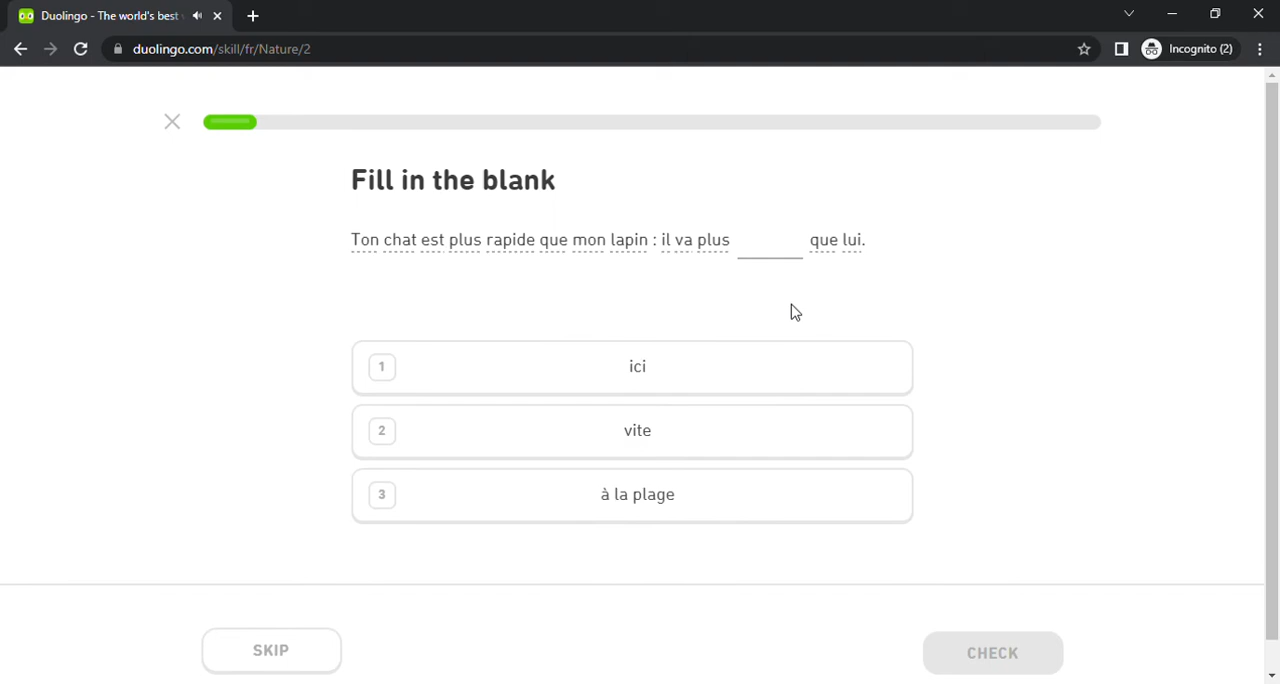 Duolingo - The world's best
duolingo.com/skill/fr/Nature/2
Incognito (2)
Fill in the blank
Ton chat est plus rapide que mon lapin : il va plus ______ que lui.
1 ici
2 vite
3 à la plage
SKIP
CHECK